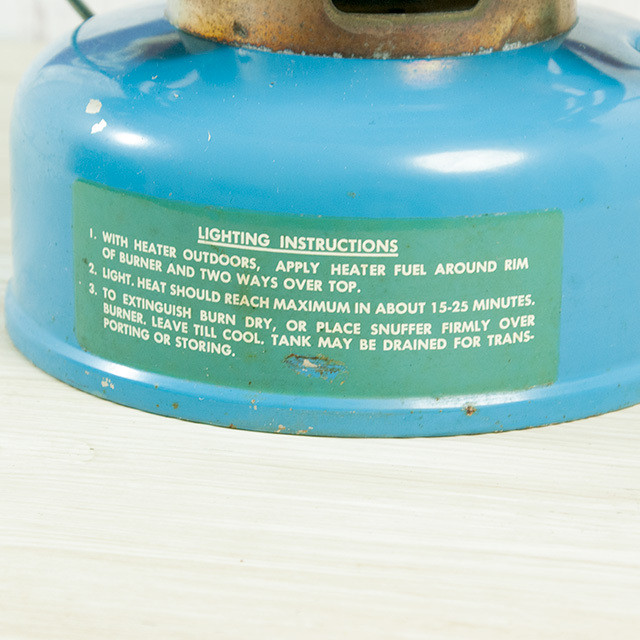 LIGHTING INSTRUCTIONS
1. WITH HEATER OUTDOORS, APPLY HEATER FUEL AROUND RIM
OF BURNER AND TWO WAYS OVER TOP.
2. LIGHT. HEAT SHOULD REACH MAXIMUM IN ABOUT 15-25 MINUTES.
3. TO EXTINGUISH BURN DRY, OR PLACE SNUFFER FIRMLY OVER
BURNER. LEAVE TILL COOL. TANK MAY BE DRAINED FOR TRANS-
PORTING OR STORING.